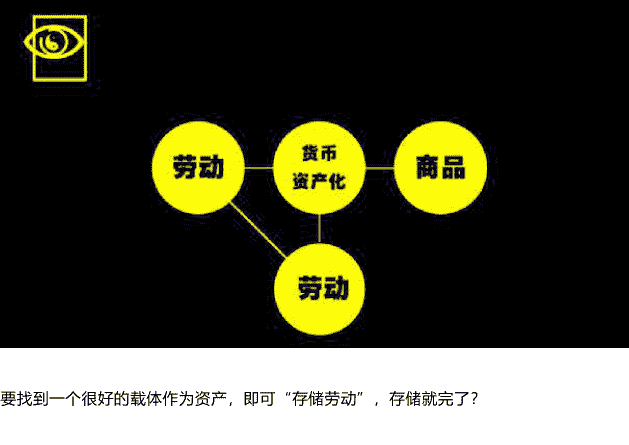 劳动
货币
资产化
商品
劳动
要找到一个很好的载体作为资产，即可“存储劳动”，存储就完了？